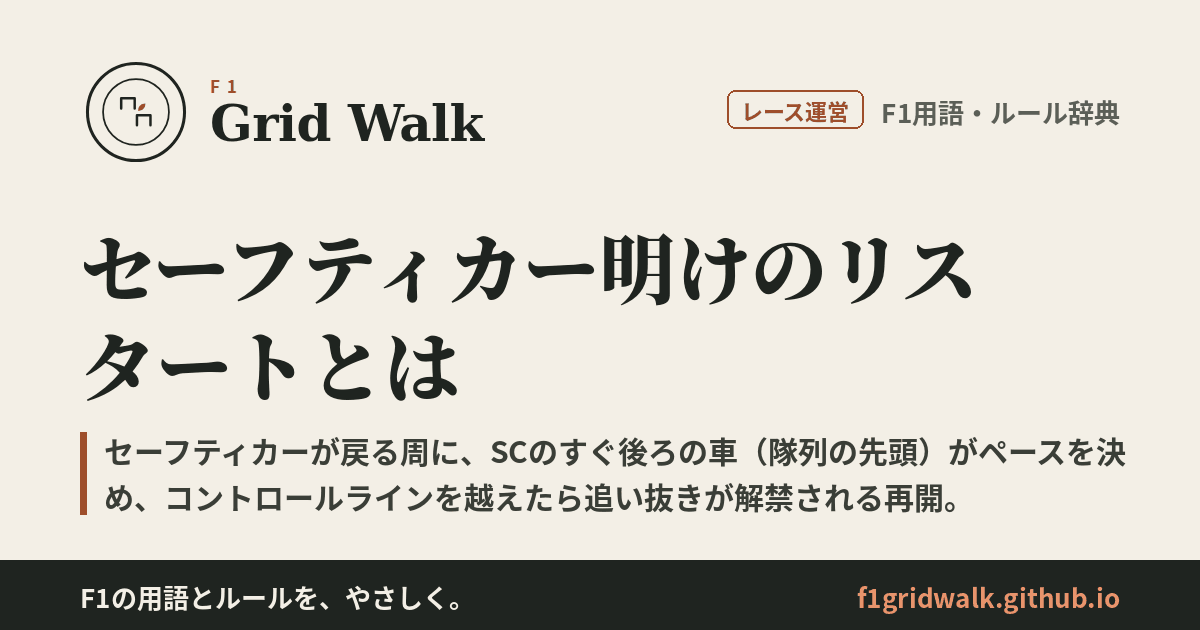 F1
Grid Walk
レース運営
F1用語・ルール辞典
セーフティカー明けのリス
タートとは
セーフティカーが戻る周に、SCのすぐ後ろの車（隊列の先頭）がペースを決
め、コントロールラインを越えたら追い抜きが解禁される再開。
F1の用語とルールを、やさしく。
f1gridwalk.github.io